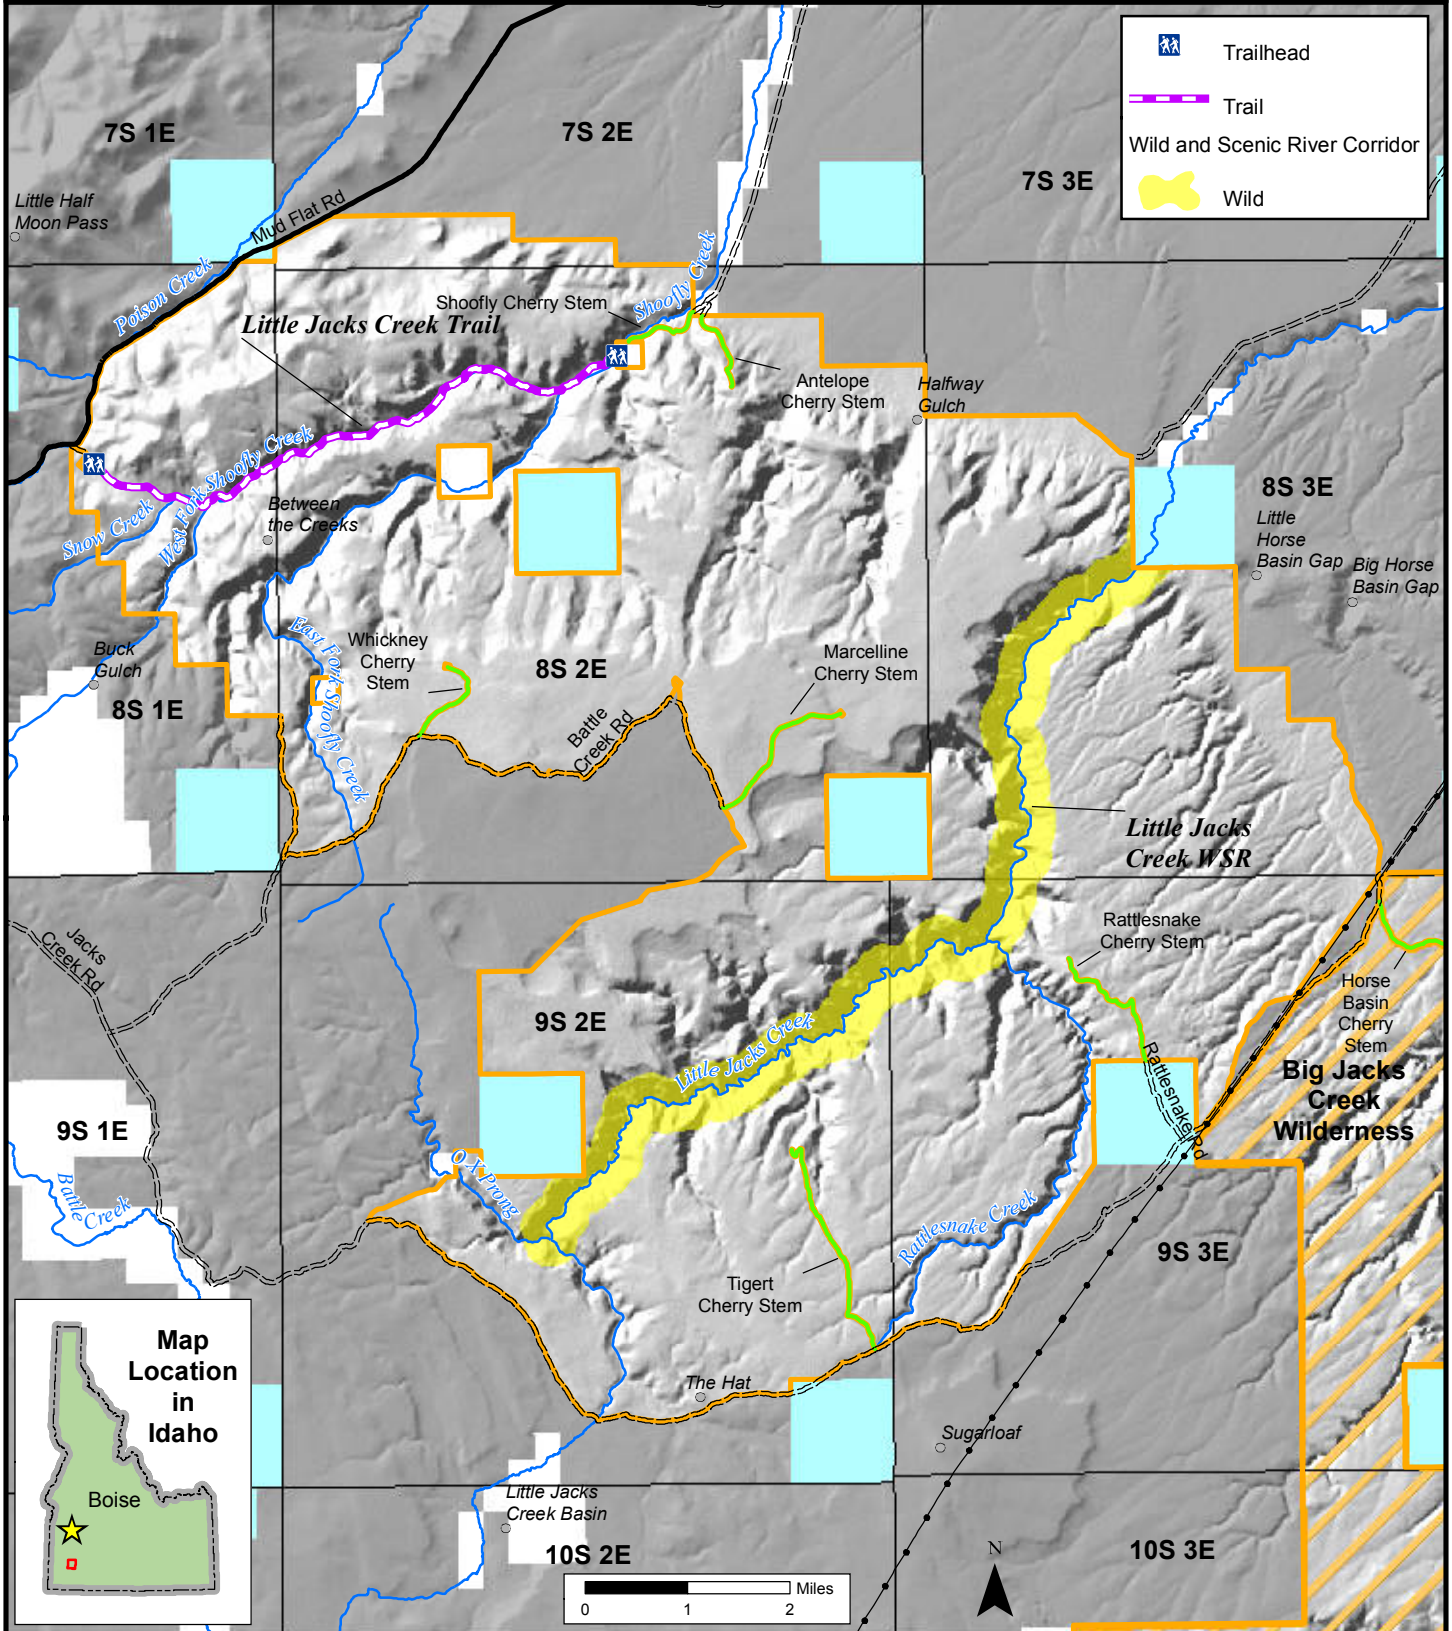 Trailhead
Trail
Wild and Scenic River Corridor
Wild
7S 1E
7S 2E
7S 3E
Little Half
Moon Pass
Mud Flat Rd
Poison Creek
Shoofly Creek
Shoofly Cherry Stem
Little Jacks Creek Trail
Antelope
Cherry Stem
Halfway
Gulch
West Fork Shoofly Creek
Snow Creek
Between
the Creeks
8S 3E
Little
Horse
Basin Gap
Big Horse
Basin Gap
Buck
Gulch
8S 1E
East Fork Shoofly Creek
Whickney
Cherry
Stem
8S 2E
Battle
Creek Rd
Marcelline
Cherry Stem
Little Jacks
Creek WSR
Jacks
Creek Rd
Rattlesnake
Cherry Stem
Horse
Basin
Cherry
Stem
9S 2E
Little Jacks Creek
Rattlesnake Rd
Big Jacks
Creek
Wilderness
9S 1E
Battle Creek
O X Prong
Rattlesnake Creek
9S 3E
Tigert
Cherry Stem
The Hat
Sugarloaf
Map
Location
in
Idaho
Boise
Little Jacks
Creek Basin
10S 2E
10S 3E
N
Miles
0 1 2